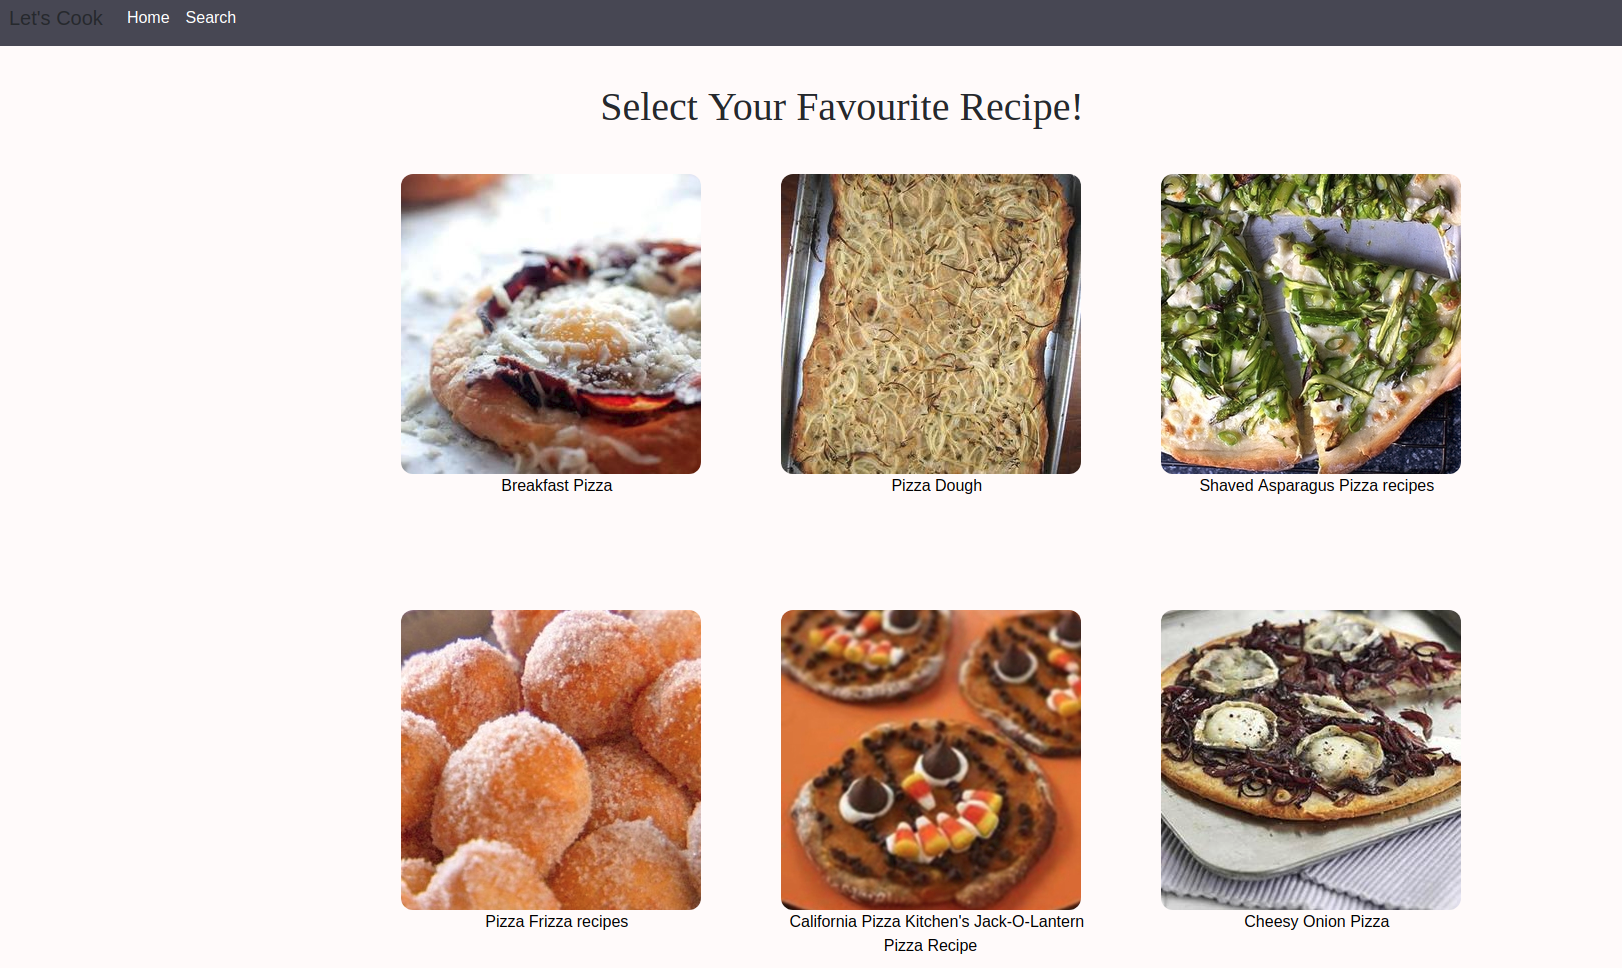 Let's Cook Home Search
Select Your Favourite Recipe!
Breakfast Pizza
Pizza Dough
Shaved Asparagus Pizza recipes
Pizza Frizza recipes
California Pizza Kitchen's Jack-O-Lantern
Pizza Recipe
Cheesy Onion Pizza